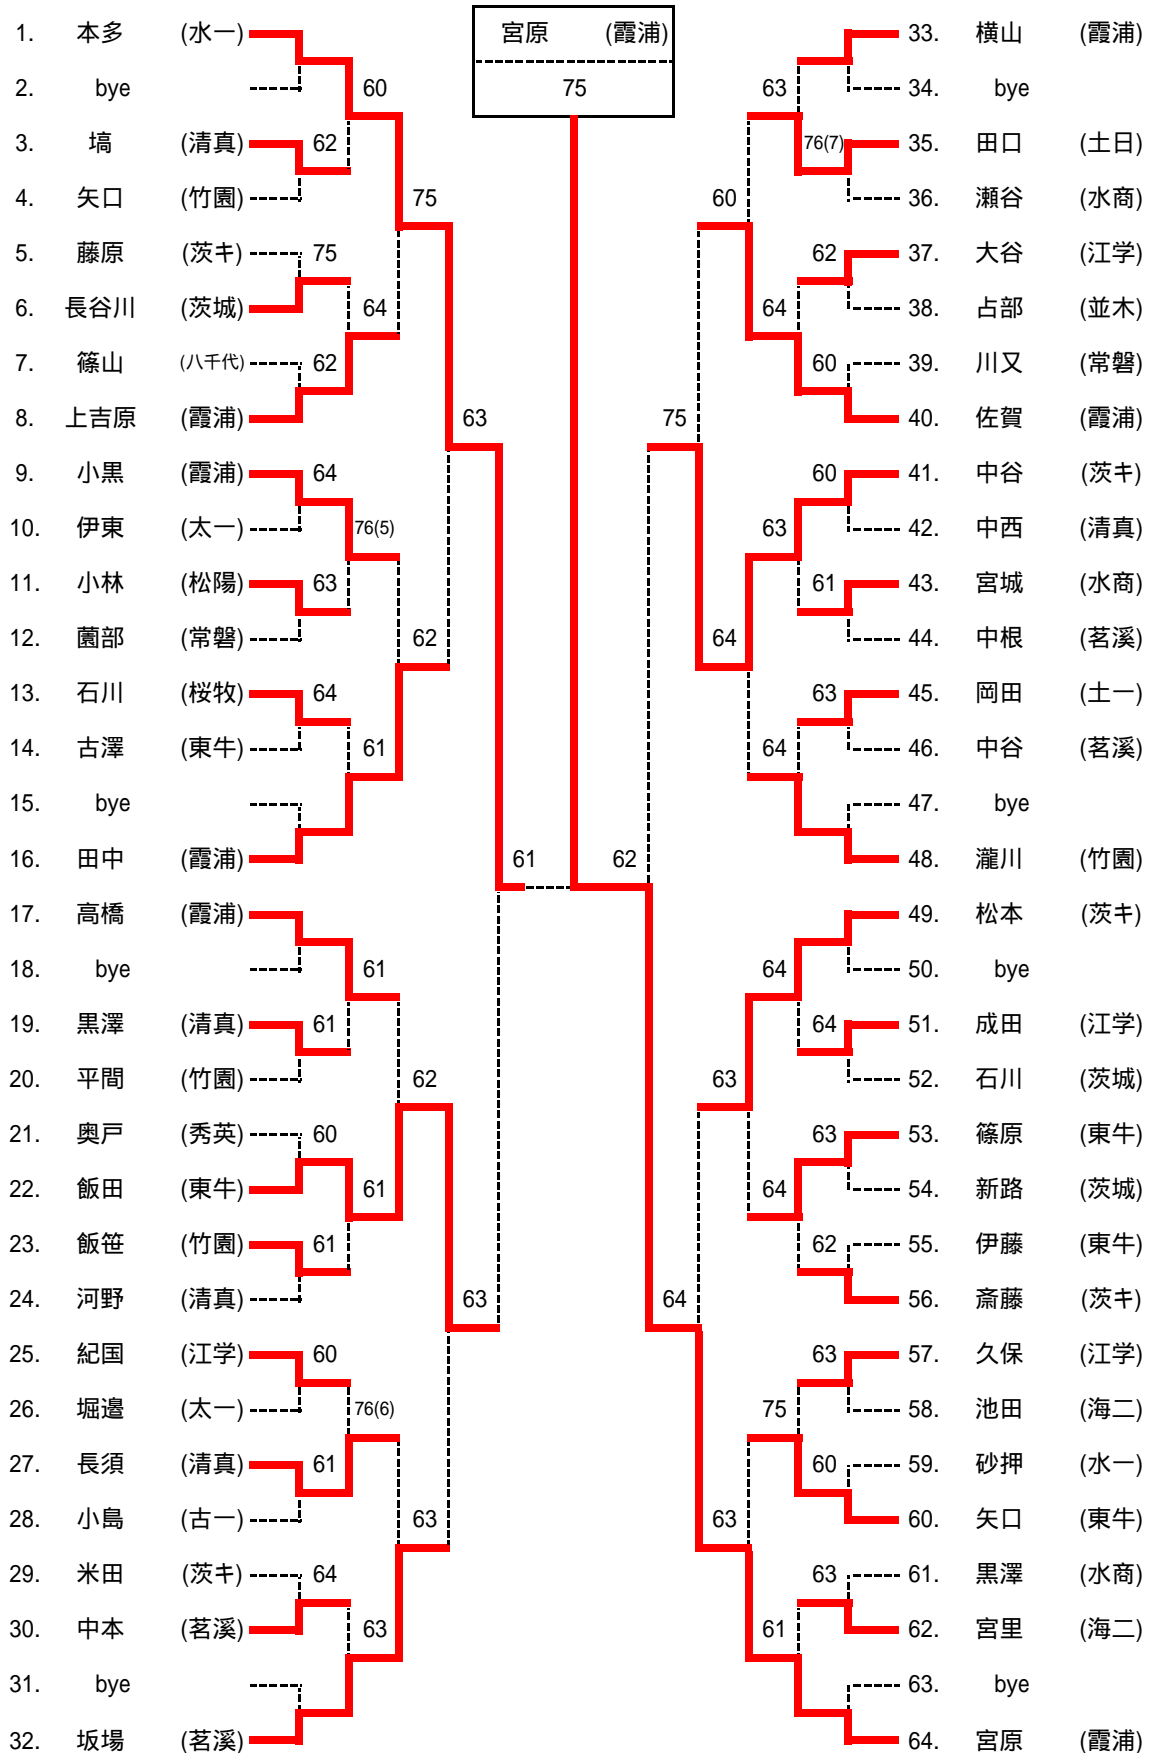 宮原 (霞浦)
75
1. 本多 (水一)
2. bye
60
3. 塙 (清真) 62
4. 矢口 (竹園)
75
5. 藤原 (茨キ) 75
6. 長谷川 (茨城)
64
7. 篠山 (八千代) 62
8. 上吉原 (霞浦)
63
9. 小黒 (霞浦) 64
10. 伊東 (太一)
76(5)
11. 小林 (松陽) 63
12. 薗部 (常磐)
62
13. 石川 (桜牧) 64
14. 古澤 (東牛)
61
15. bye
16. 田中 (霞浦)
61
17. 高橋 (霞浦)
18. bye
61
19. 黒澤 (清真) 61
20. 平間 (竹園)
62
21. 奥戸 (秀英) 60
22. 飯田 (東牛)
61
23. 飯笹 (竹園) 61
24. 河野 (清真)
63
25. 紀国 (江学) 60
26. 堀邉 (太一)
76(6)
27. 長須 (清真) 61
28. 小島 (古一)
63
29. 米田 (茨キ) 64
30. 中本 (茗溪)
63
31. bye
32. 坂場 (茗溪)
33. 横山 (霞浦)
63
34. bye
76(7) 35. 田口 (土日)
60
36. 瀬谷 (水商)
62 37. 大谷 (江学)
64
38. 占部 (並木)
60 39. 川又 (常磐)
75
40. 佐賀 (霞浦)
60 41. 中谷 (茨キ)
63
42. 中西 (清真)
61 43. 宮城 (水商)
64
44. 中根 (茗溪)
63 45. 岡田 (土一)
64
46. 中谷 (茗溪)
47. bye
62
48. 瀧川 (竹園)
49. 松本 (茨キ)
64
50. bye
64 51. 成田 (江学)
63
52. 石川 (茨城)
63 53. 篠原 (東牛)
64
54. 新路 (茨城)
62 55. 伊藤 (東牛)
64
56. 斎藤 (茨キ)
63 57. 久保 (江学)
75
58. 池田 (海二)
60 59. 砂押 (水一)
63
60. 矢口 (東牛)
63 61. 黒澤 (水商)
61
62. 宮里 (海二)
63. bye
64. 宮原 (霞浦)